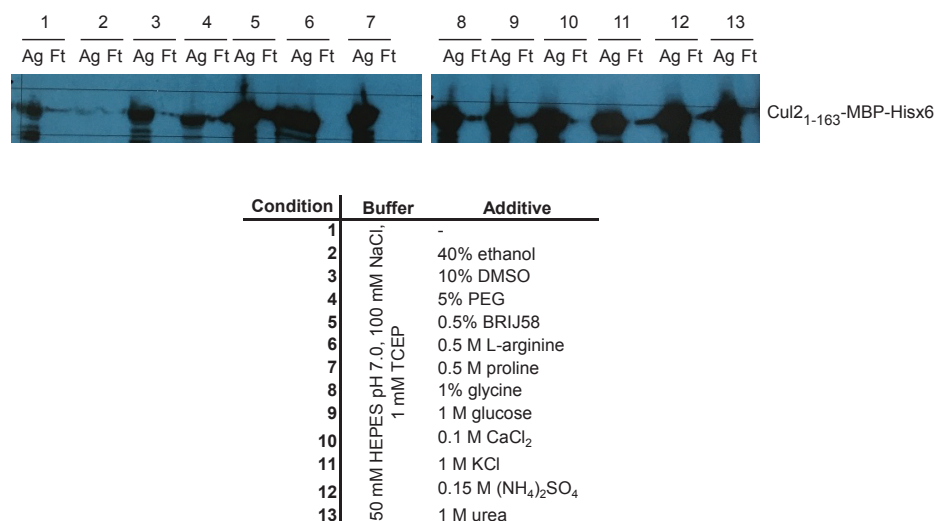 1 2 3 4 5 6 7 8 9 10 11 12 13
Ag Ft Ag Ft Ag Ft Ag Ft Ag Ft Ag Ft Ag Ft Ag Ft Ag Ft Ag Ft Ag Ft Ag Ft Ag Ft
Cul2₁₋₁₆₃-MBP-Hisx6
Condition Buffer Additive
50 mM HEPES pH 7.0, 100 mM NaCl,
1 mM TCEP
1 -
2 40% ethanol
3 10% DMSO
4 5% PEG
5 0.5% BRIJ58
6 0.5 M L-arginine
7 0.5 M proline
8 1% glycine
9 1 M glucose
10 0.1 M CaCl₂
11 1 M KCl
12 0.15 M (NH₄)₂SO₄
13 1 M urea